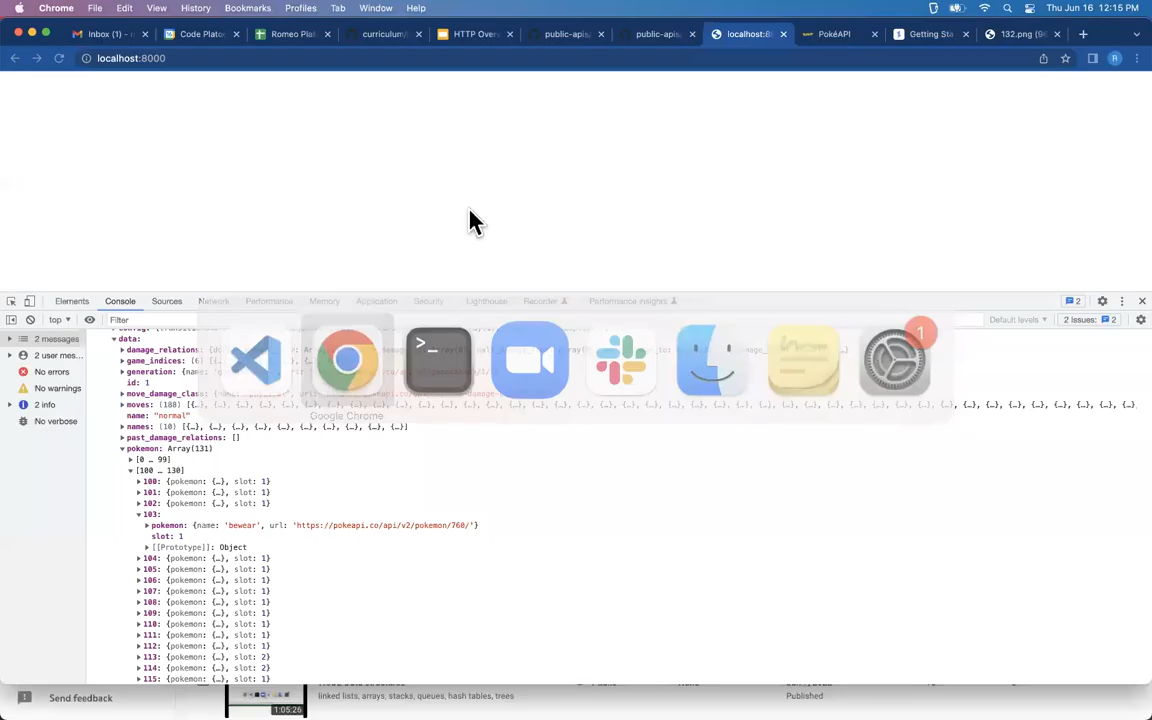 Chrome File Edit View History Bookmarks Profiles Tab Window Help Thu Jun 16 12:15 PM
Inbox (1) – Code Plato Romeo Pla curriculum/ HTTP Over public-apis public-apis localhost:8 PokéAPI Getting Sta 132.png (9
localhost:8000 R
Elements Console Sources Network Performance Memory Application Security Lighthouse Recorder Performance insights 2
top Filter Default levels 2 Issues: 2
2 messages
2 user mes...
No errors
No warnings
2 info
No verbose
data:
game_indices: (6)
id: 1
name: "normal"
names: (10) [{…}, {…}, {…}, {…}, {…}, {…}, {…}, {…}, {…}, {…}]
past_damage_relations: []
pokemon: Array(131)
[0 … 99]
[100 … 130]
100: {pokemon: {…}, slot: 1}
101: {pokemon: {…}, slot: 1}
102: {pokemon: {…}, slot: 1}
103:
pokemon: {name: 'bewear', url: 'https://pokeapi.co/api/v2/pokemon/760/'}
slot: 1
[[Prototype]]: Object
104: {pokemon: {…}, slot: 1}
105: {pokemon: {…}, slot: 1}
106: {pokemon: {…}, slot: 1}
107: {pokemon: {…}, slot: 1}
108: {pokemon: {…}, slot: 1}
109: {pokemon: {…}, slot: 1}
110: {pokemon: {…}, slot: 1}
111: {pokemon: {…}, slot: 1}
112: {pokemon: {…}, slot: 1}
113: {pokemon: {…}, slot: 2}
114: {pokemon: {…}, slot: 2}
115: {pokemon: {…}, slot: 1}
Google Chrome
1
Send feedback
linked lists, arrays, stacks, queues, hash tables, trees
Published
1:05:26